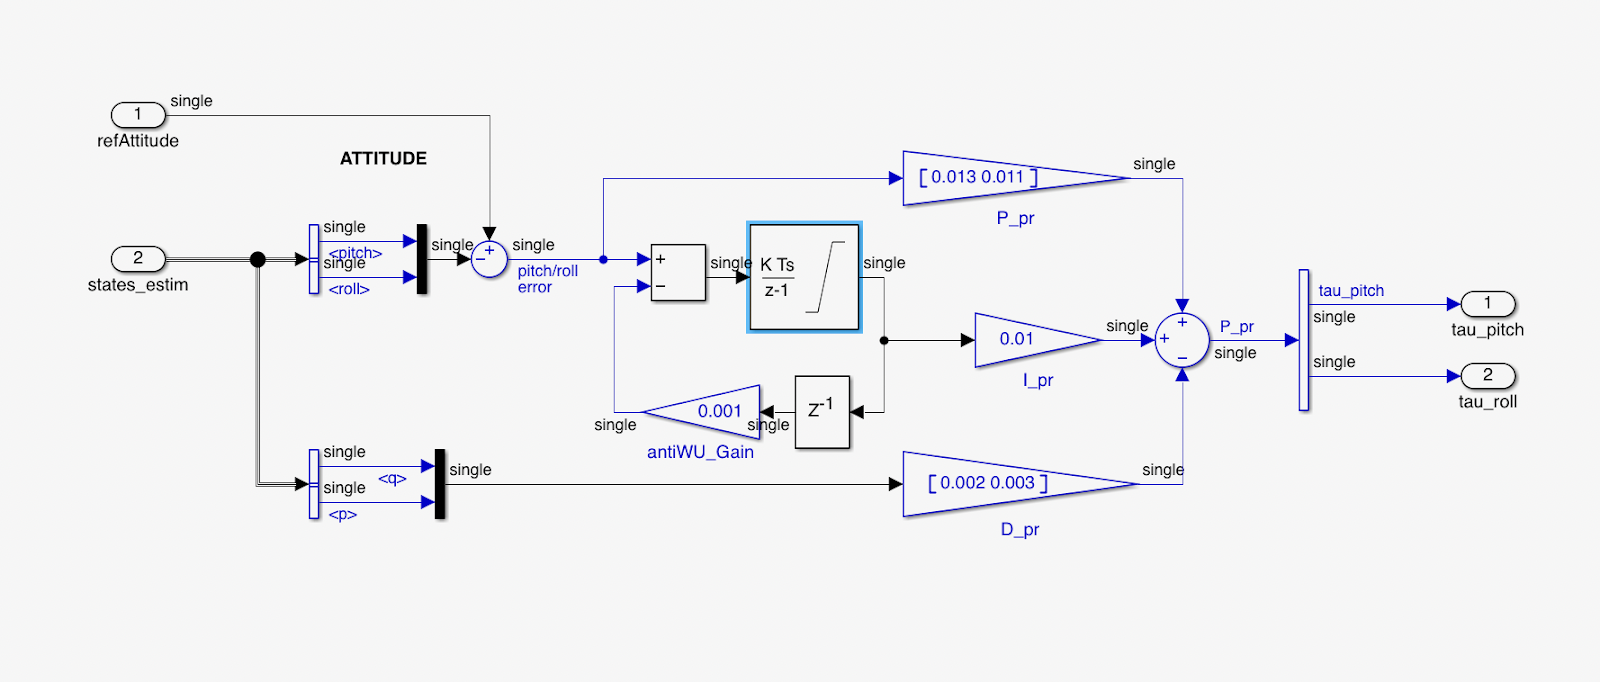 1
single
refAttitude
ATTITUDE
2
states_estim
single
<pitch>
single
<roll>
single
+
−
single
pitch/roll
error
+
−
single
K Ts
z-1
single
[ 0.013 0.011 ]
single
P_pr
0.01
single
I_pr
z-1
single
0.001
single
antiWU_Gain
single
<q>
single
<p>
single
[ 0.002 0.003 ]
single
D_pr
+
+
−
P_pr
single
tau_pitch
single
single
1
tau_pitch
2
tau_roll